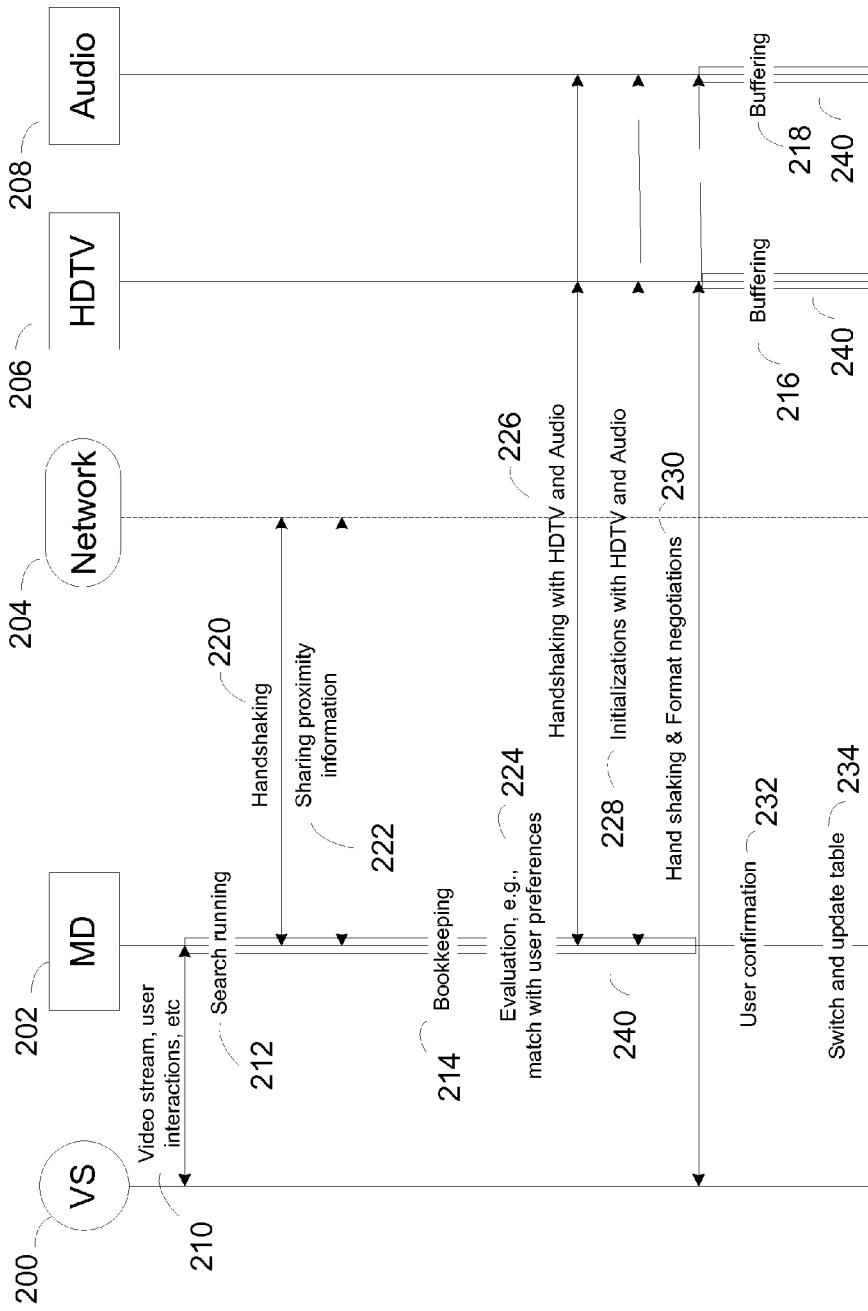 200
VS
202
MD
204
Network
206
HDTV
208
Audio
210
Video stream, user
interactions, etc
212
Search running
220
Handshaking
222
Sharing proximity
information
214
Bookkeeping
224
Evaluation, e.g.,
match with user preferences
226
Handshaking with HDTV and Audio
228
Initializations with HDTV and Audio
240
Hand shaking & Format negotiations
230
232
User confirmation
Buffering
216
Buffering
218
234
Switch and update table
240
240